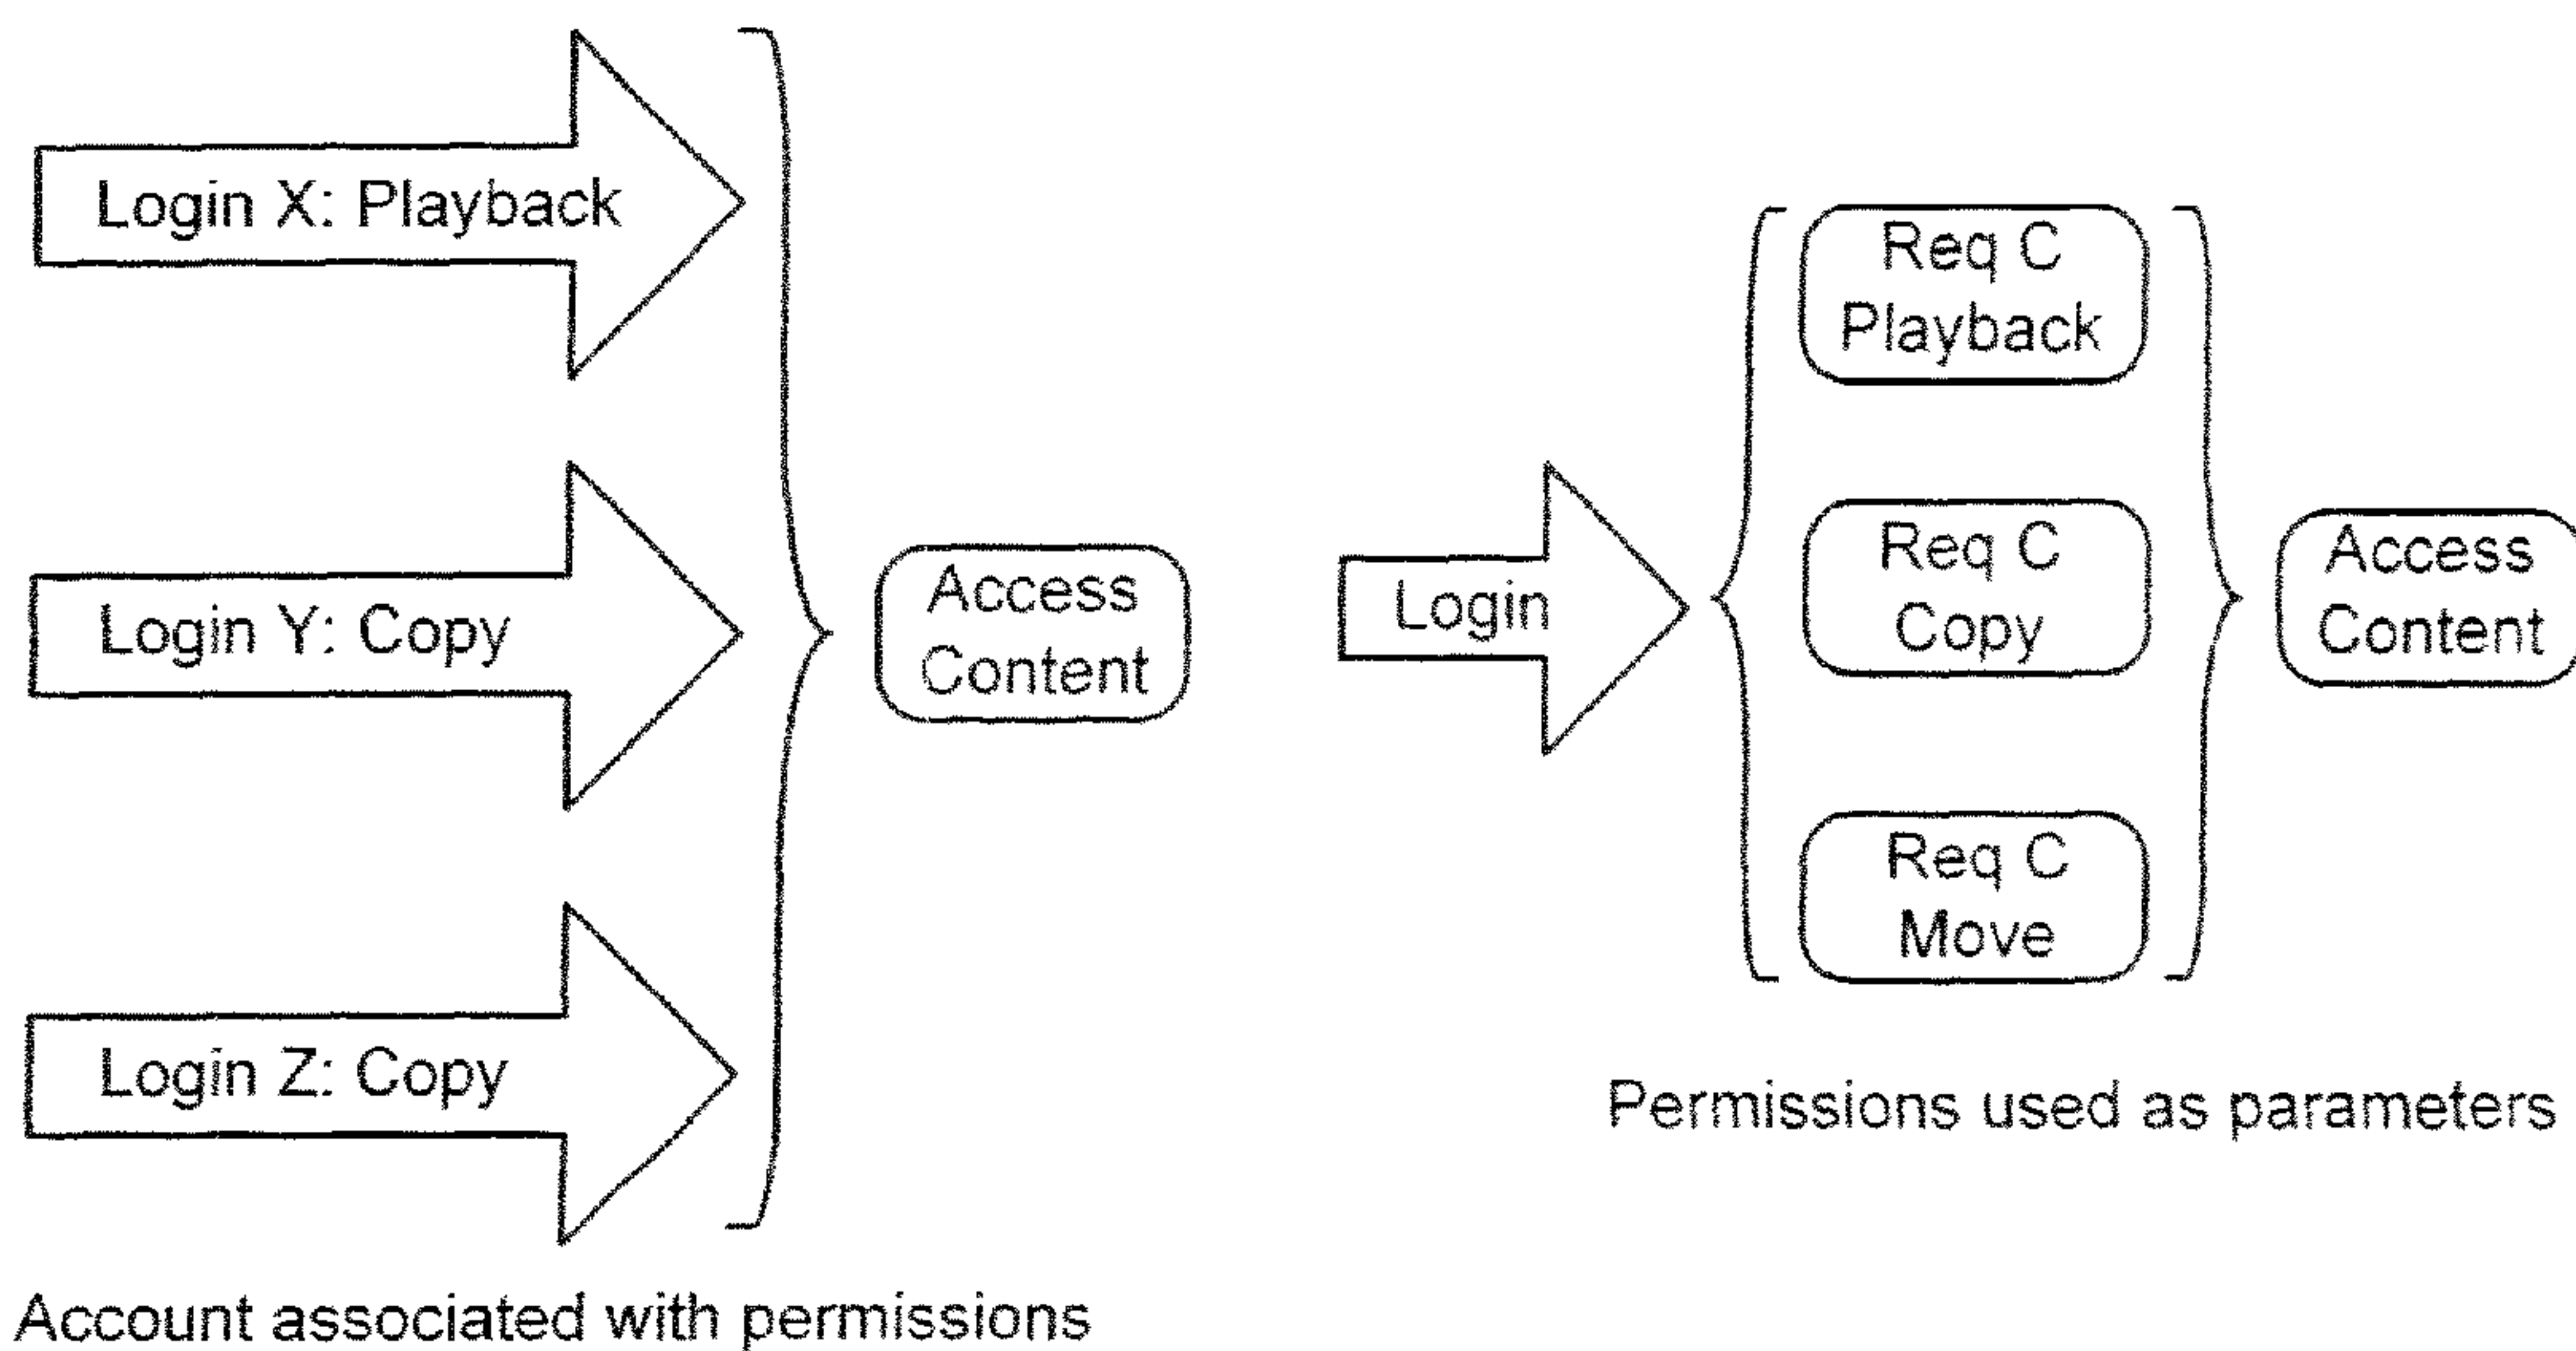 Login X: Playback
Login Y: Copy
Login Z: Copy
Access
Content
Account associated with permissions
Login
Req C
Playback
Req C
Copy
Req C
Move
Access
Content
Permissions used as parameters